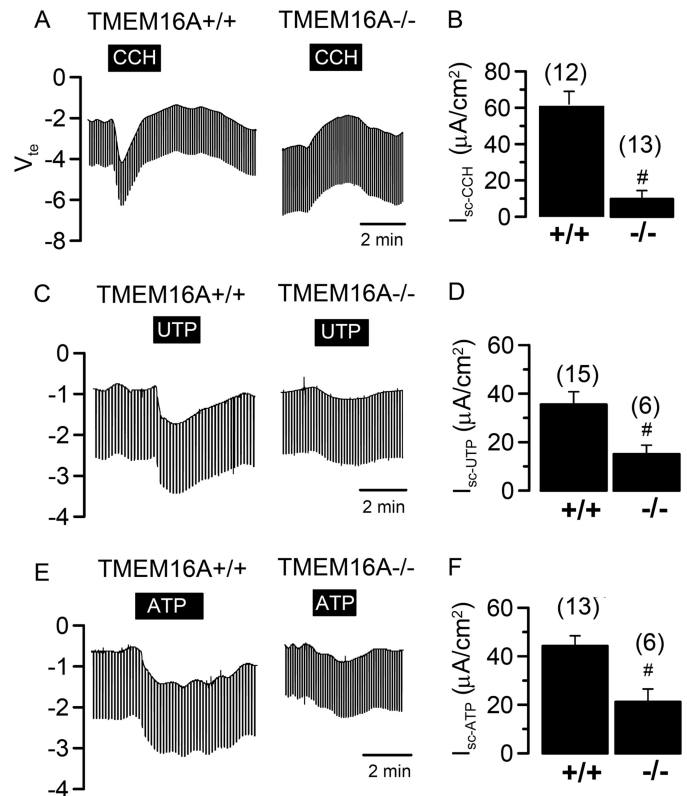 A
TMEM16A+/+
TMEM16A-/-
CCH
CCH
0
-2
-4
-6
-8
Vte
2 min
B
80
60
40
20
0
Isc-CCH (μA/cm²)
(12)
(13)
#
+/+
-/-
C
TMEM16A+/+
TMEM16A-/-
UTP
UTP
0
-1
-2
-3
-4
2 min
D
60
40
20
0
Isc-UTP (μA/cm²)
(15)
(6)
#
+/+
-/-
E
TMEM16A+/+
TMEM16A-/-
ATP
ATP
0
-1
-2
-3
-4
2 min
F
60
40
20
0
Isc-ATP (μA/cm²)
(13)
(6)
#
+/+
-/-